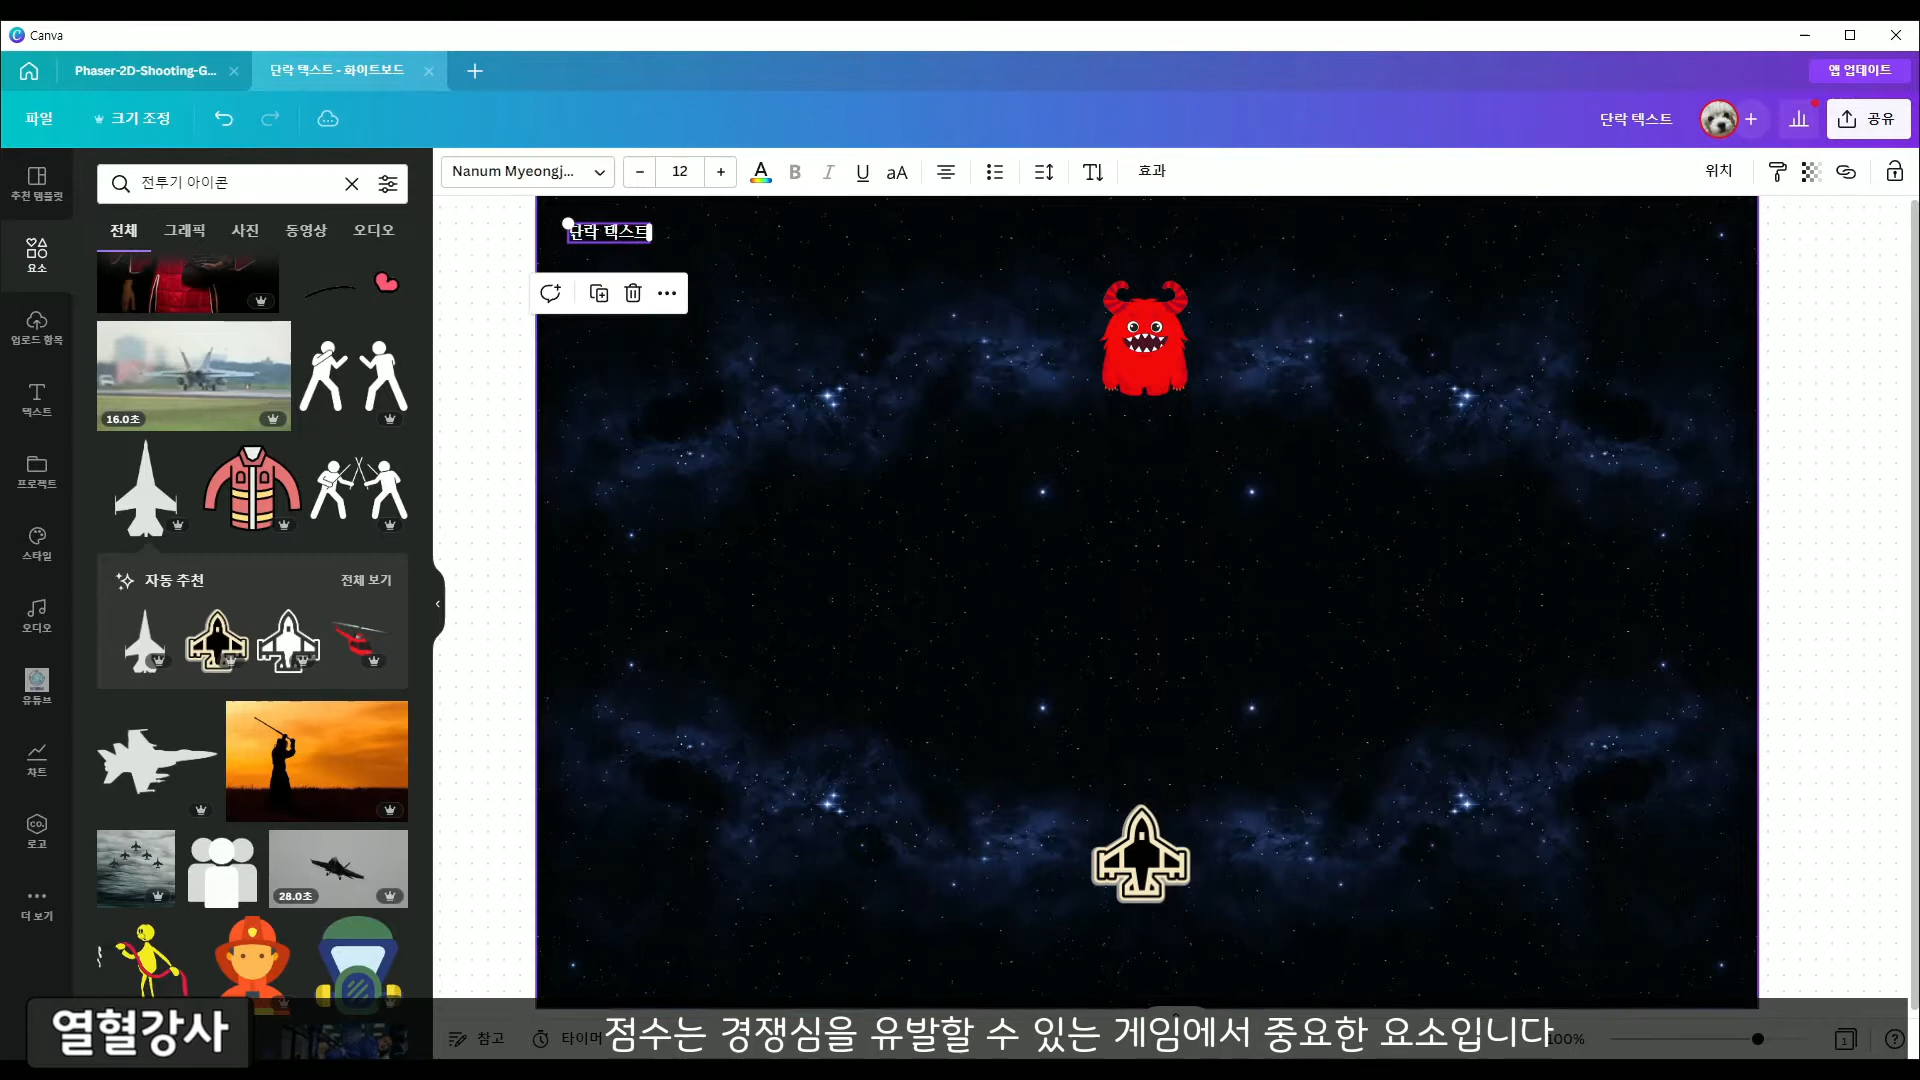 Canva
Phaser-2D-Shooting-G...
단락 텍스트 - 화이트보드
앱 업데이트
파일
크기 조정
단락 텍스트
공유
추천 템플릿
전투기 아이콘
Nanum Myeongj...
12
A
B
I
U
aA
효과
위치
전체
그래픽
사진
동영상
오디오
단락 텍스트
요소
업로드 항목
16.0초
텍스트
프로젝트
스타일
자동 추천
전체 보기
오디오
유튜브
차트
CO.
로고
28.0초
더 보기
열혈강사
참고
타이머
점수는 경쟁심을 유발할 수 있는 게임에서 중요한 요소입니다
100%
1